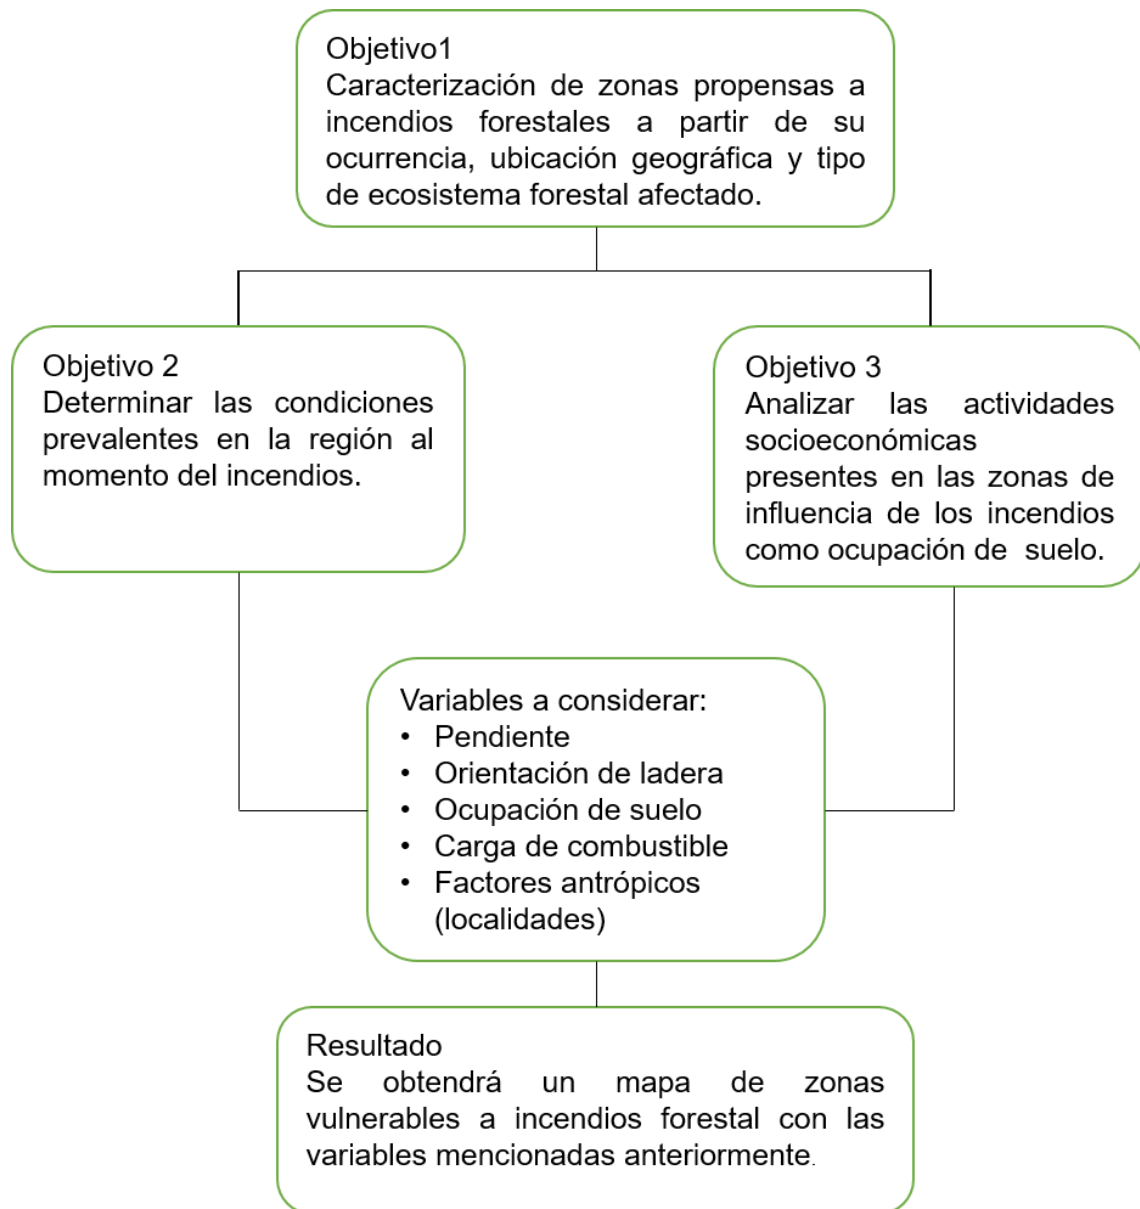 Objetivo1
Caracterización de zonas propensas a
incendios forestales a partir de su
ocurrencia, ubicación geográfica y tipo
de ecosistema forestal afectado.
Objetivo 2
Determinar las condiciones
prevalentes en la región al
momento del incendios.
Objetivo 3
Analizar las actividades
socioeconómicas
presentes en las zonas de
influencia de los incendios
como ocupación de suelo.
Variables a considerar:
• Pendiente
• Orientación de ladera
• Ocupación de suelo
• Carga de combustible
• Factores antrópicos
(localidades)
Resultado
Se obtendrá un mapa de zonas
vulnerables a incendios forestal con las
variables mencionadas anteriormente.